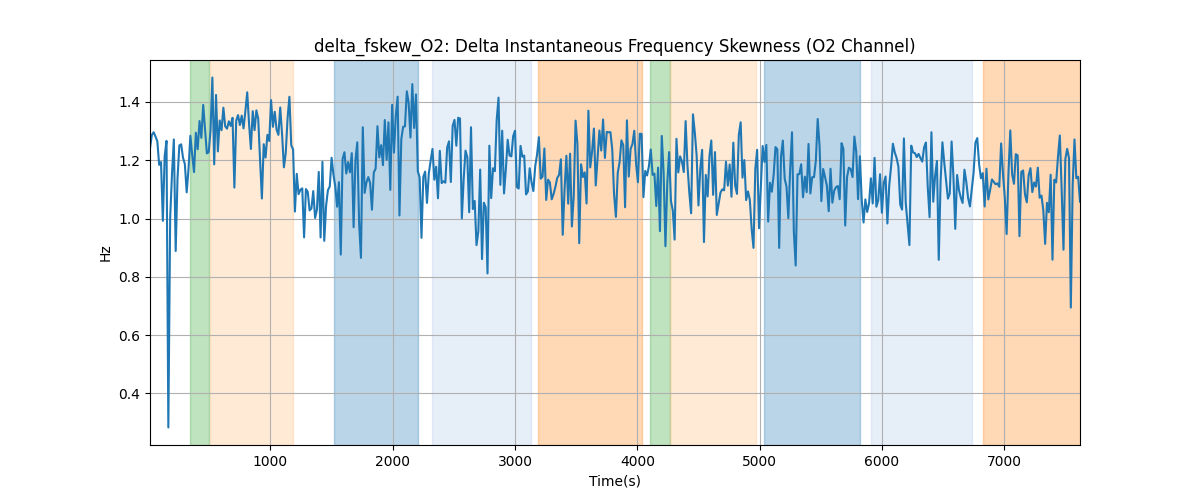 delta_fskew_O2: Delta Instantaneous Frequency Skewness (O2 Channel)
1.4
1.2
1.0
0.8
0.6
0.4
Hz
1000 2000 3000 4000 5000 6000 7000
Time(s)